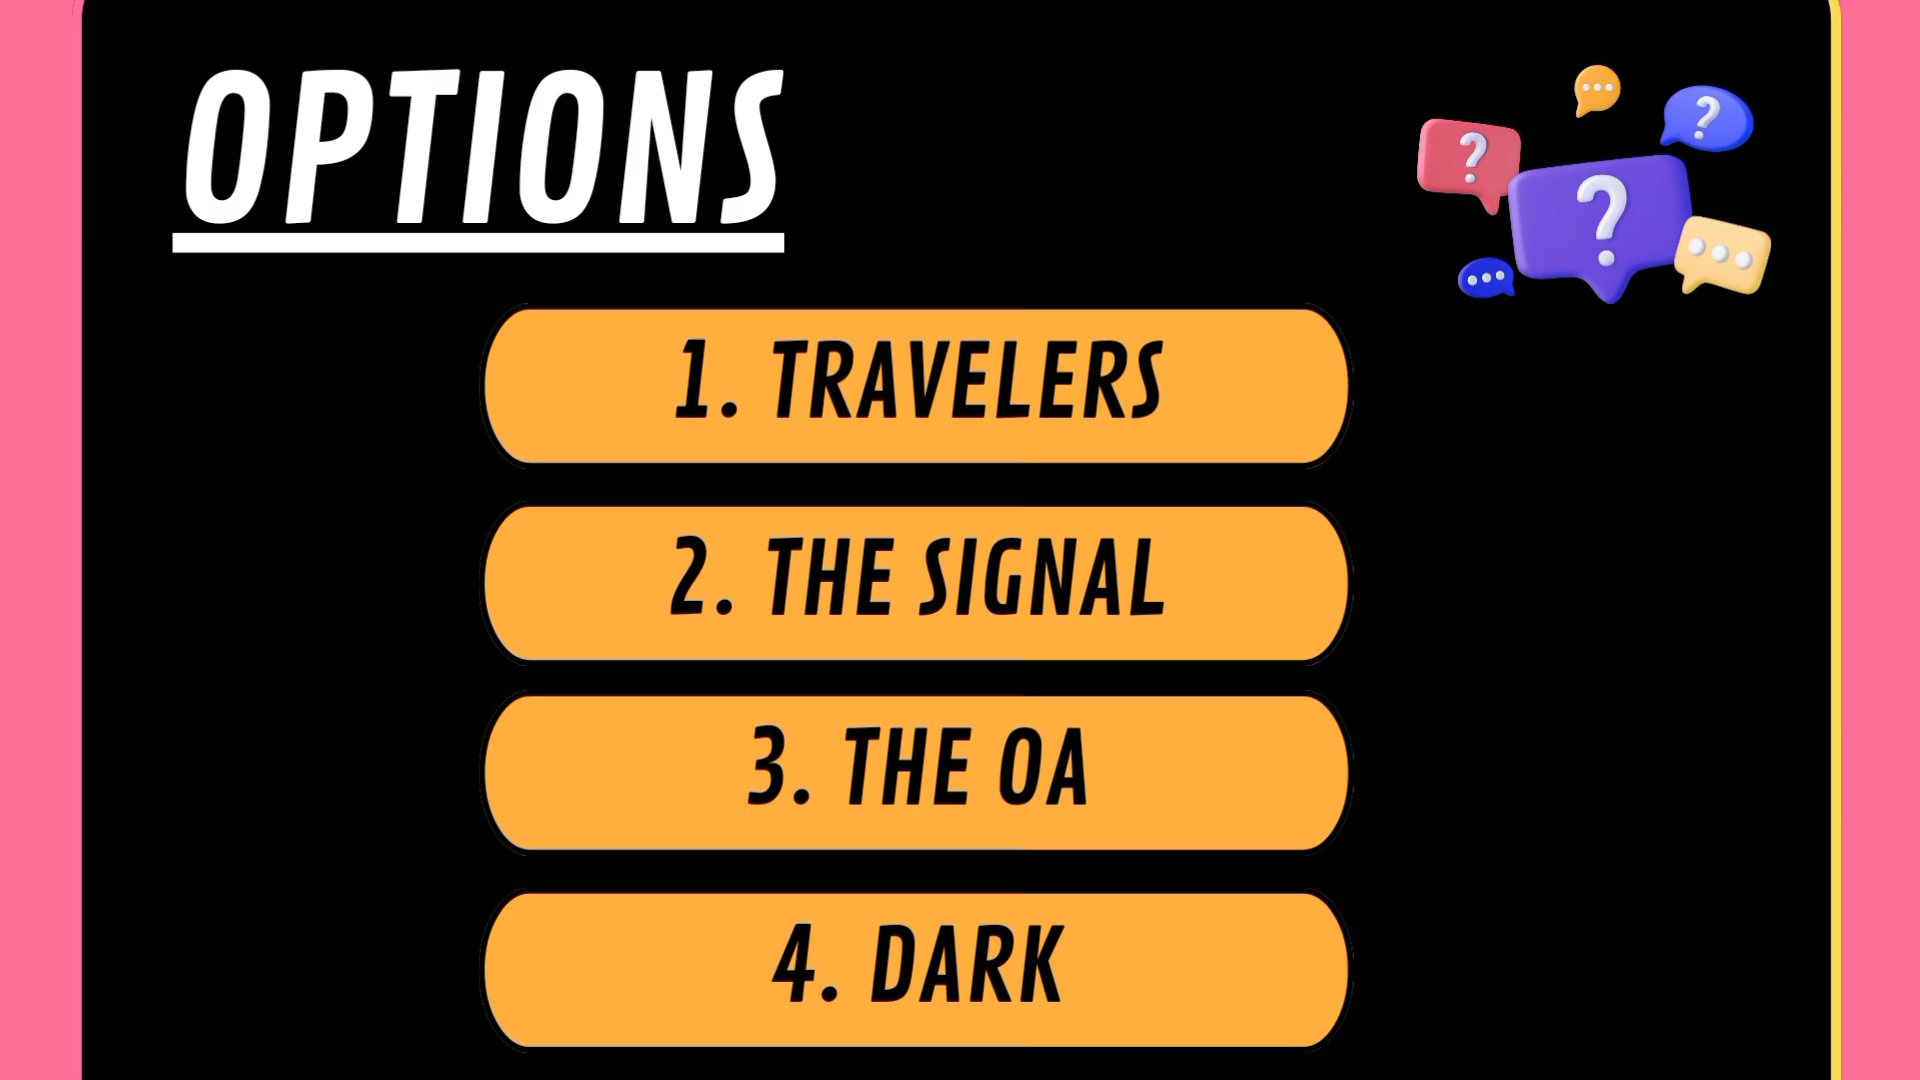 OPTIONS
1. TRAVELERS
2. THE SIGNAL
3. THE OA
4. DARK